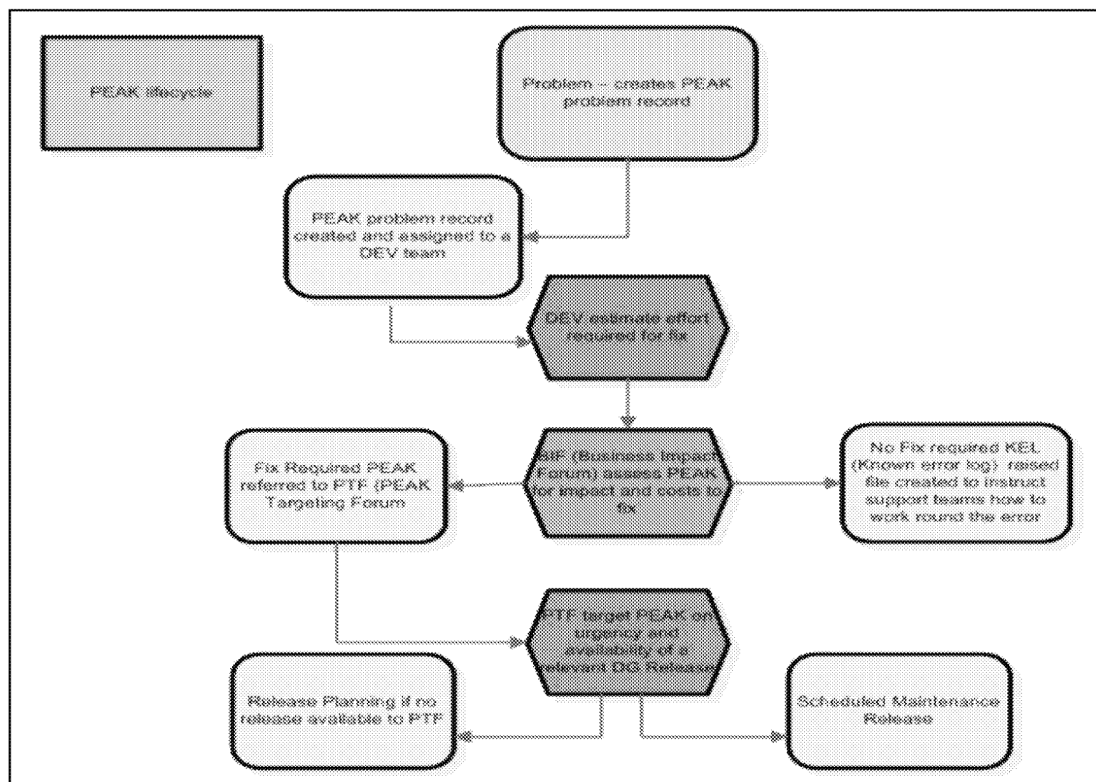 PEAK lifecycle
Problem – creates PEAK
problem record
PEAK problem record
created and assigned to a
DEV team
DEV estimate effort
required for fix
Fix Required PEAK
referred to PTF (PEAK
Targeting Forum
BIF (Business Impact
Forum) assess PEAK
for impact and costs to
fix
No Fix required KEL
(Known error log) raised
file created to instruct
support teams how to
work round the error
PTF target PEAK on
urgency and
availability of a
relevant DG Release
Release Planning if no
release available to PTF
Scheduled Maintenance
Release